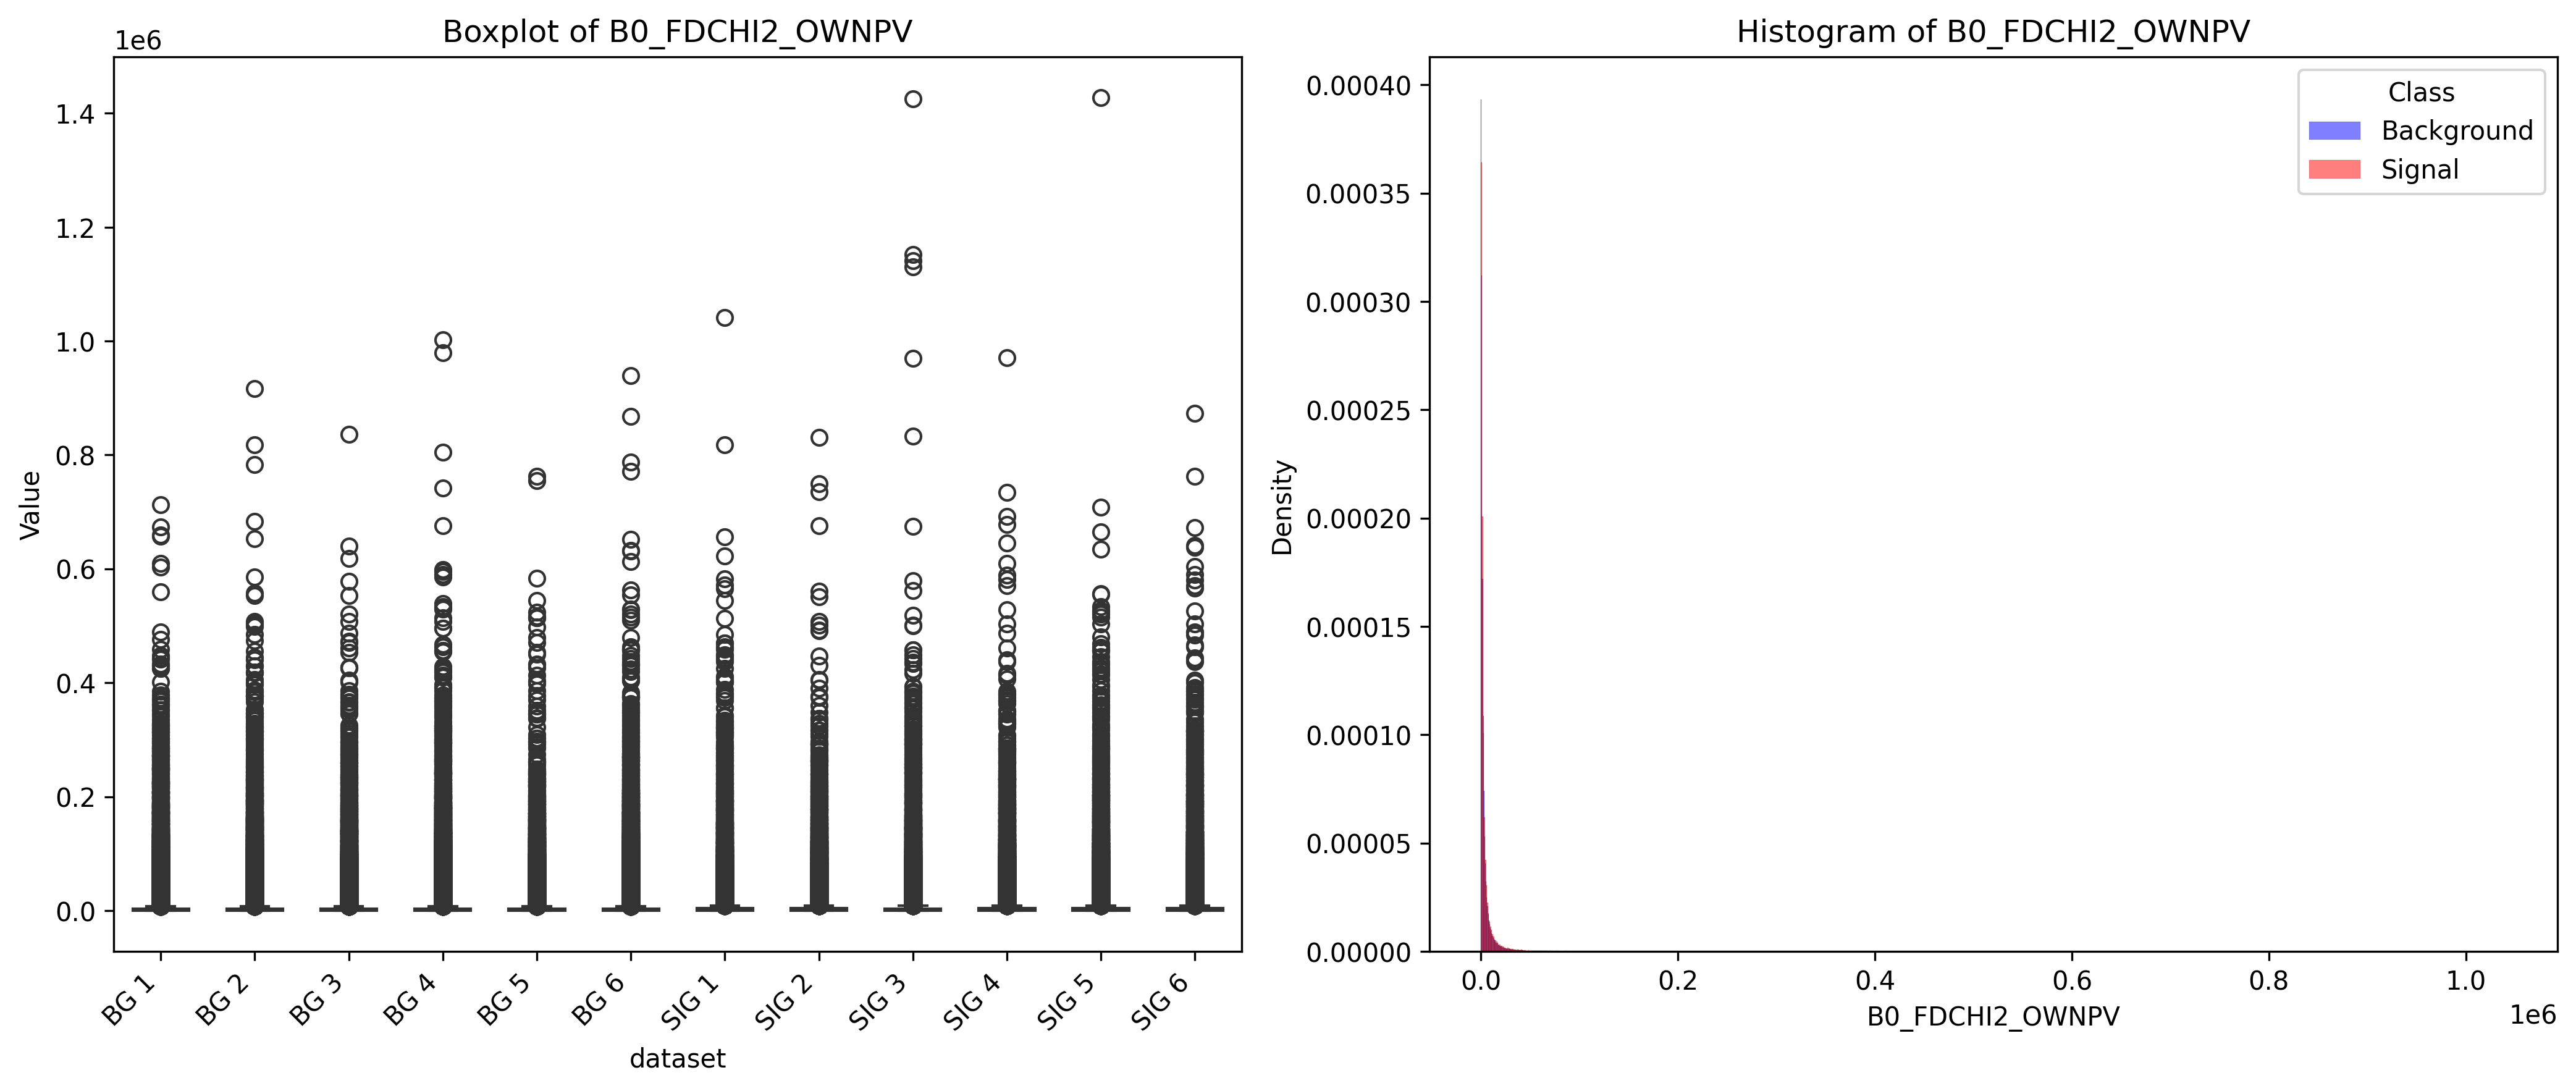 Boxplot of B0_FDCHI2_OWNPV
1e6
Value
1.4
1.2
1.0
0.8
0.6
0.4
0.2
0.0
BG 1
BG 2
BG 3
BG 4
BG 5
BG 6
SIG 1
SIG 2
SIG 3
SIG 4
SIG 5
SIG 6
dataset
Histogram of B0_FDCHI2_OWNPV
Density
0.00040
0.00035
0.00030
0.00025
0.00020
0.00015
0.00010
0.00005
0.00000
Class
Background
Signal
0.0
0.2
0.4
0.6
0.8
1.0
B0_FDCHI2_OWNPV
1e6